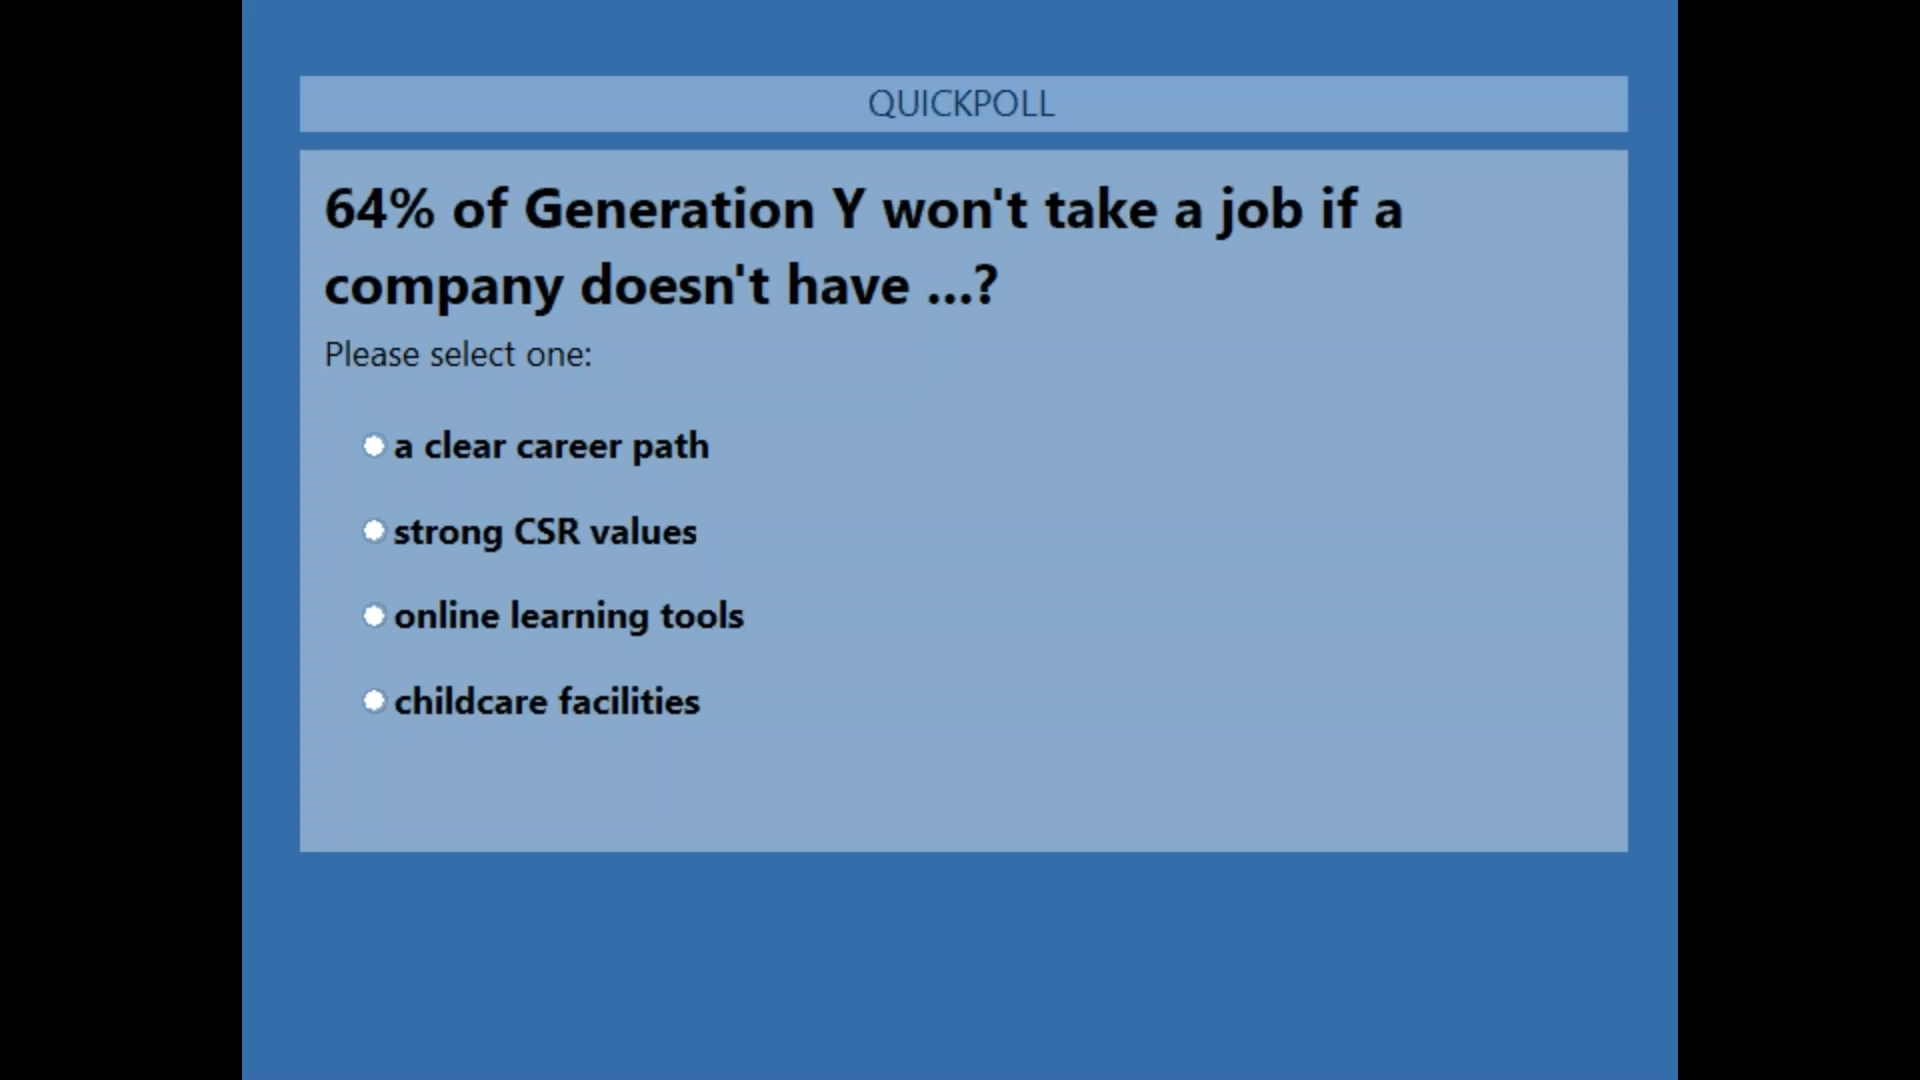 QUICKPOLL
64% of Generation Y won't take a job if a
company doesn't have ...?
Please select one:
a clear career path
strong CSR values
online learning tools
childcare facilities